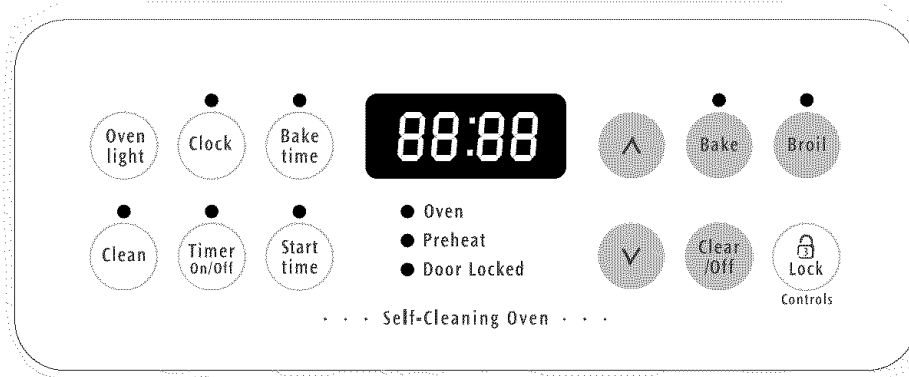 Oven
light
Clock
Bake
time
88:88
Bake
Broil
Clean
Timer
On/Off
Start
time
Oven
Preheat
Door Locked
Clear
/Off
Lock
Controls
· · · Self-Cleaning Oven · · ·